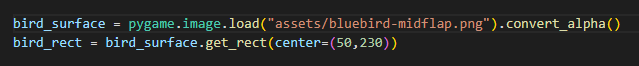 bird_surface = pygame.image.load("assets/bluebird-midflap.png").convert_alpha()
bird_rect = bird_surface.get_rect(center=(50,230))